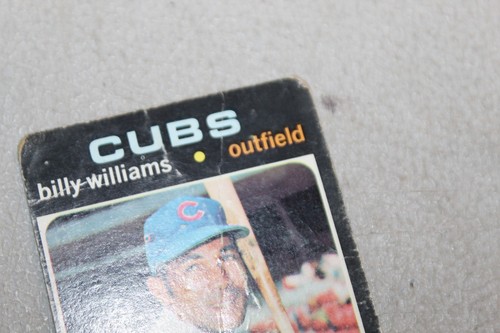 CUBS
billy williams • outfield
C